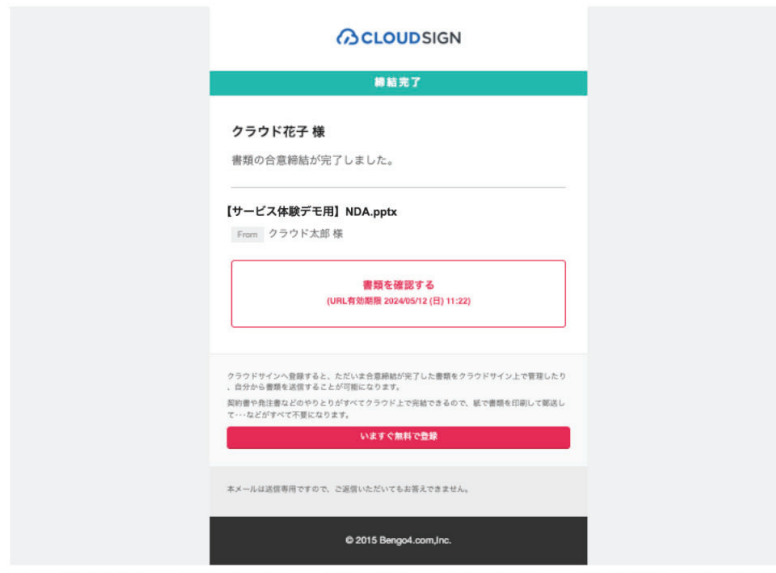 CLOUDSIGN
締結完了
クラウド花子 様
書類の合意締結が完了しました。
【サービス体験デモ用】NDA.pptx
From クラウド太郎 様
書類を確認する
(URL有効期限 2024/05/12 (日) 11:22)
クラウドサインへ登録すると、ただいま合意締結が完了した書類をクラウドサイン上で管理したり
、自分から書類を送信することが可能になります。
契約書や発注書などのやりとりがすべてクラウド上で完結できるので、紙で書類を印刷して郵送し
て･･･などがすべて不要になります。
いますぐ無料で登録
本メールは送信専用ですので、ご返信いただいてもお答えできません。
© 2015 Bengo4.com,Inc.